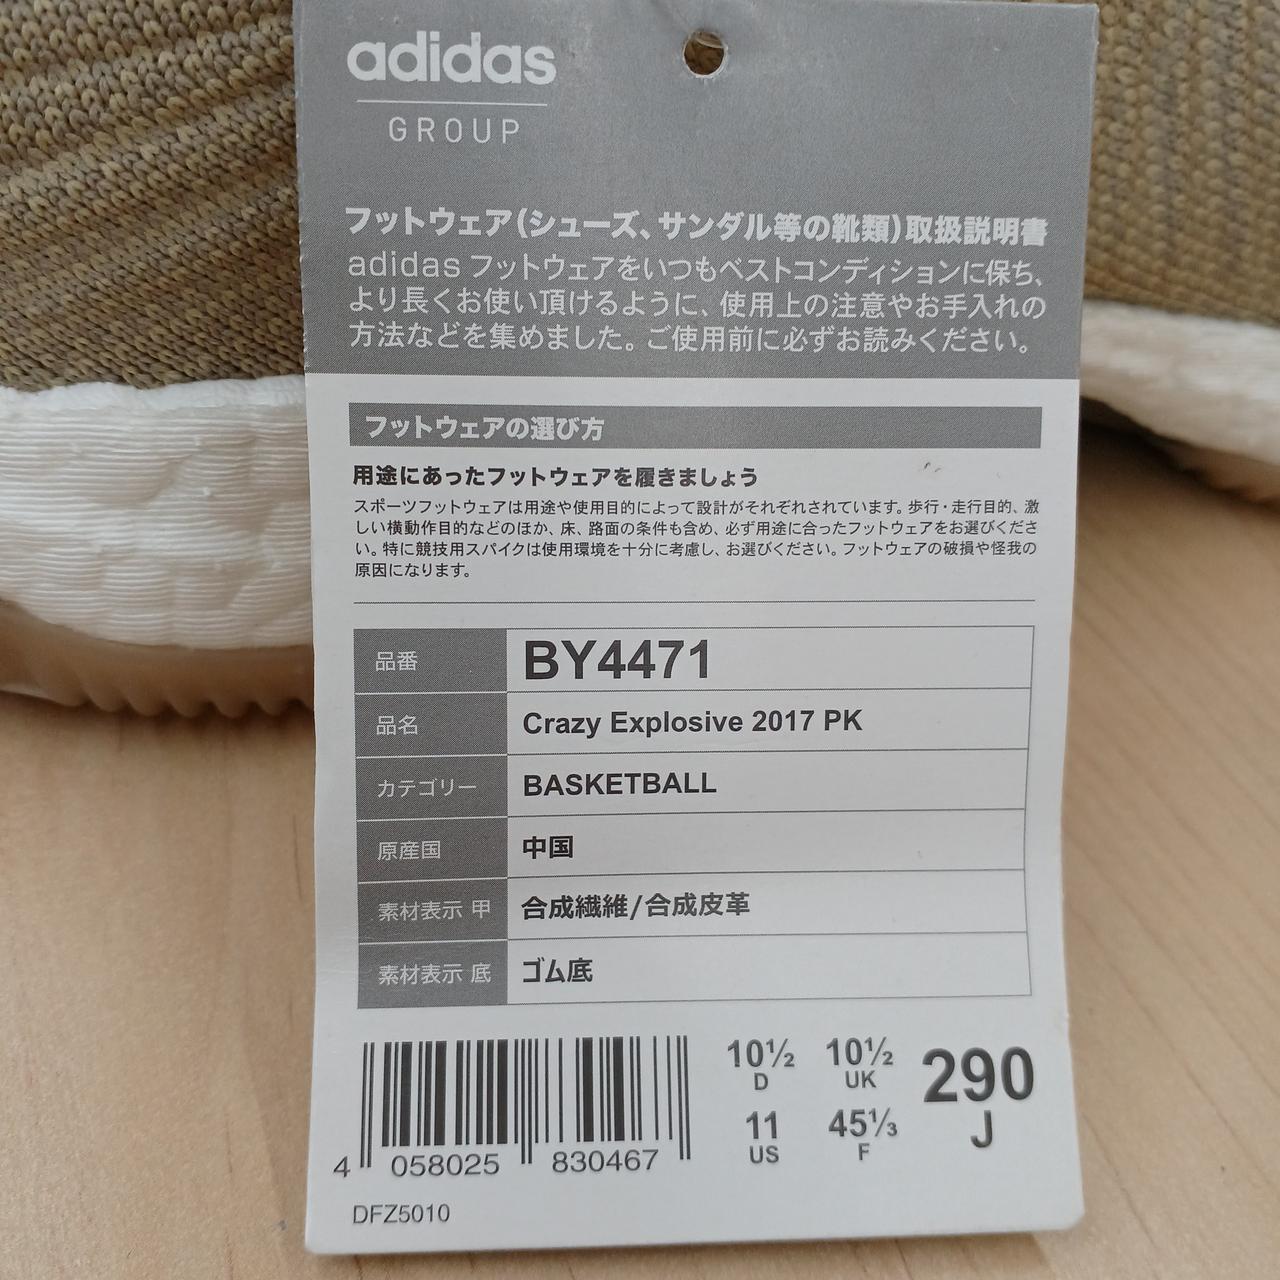 adidas
GROUP
フットウェア(シューズ、サンダル等の靴類)取扱説明書
adidas フットウェアをいつもベストコンディションに保ち、
より長くお使い頂けるように、使用上の注意やお手入れの
方法などを集めました。ご使用前に必ずお読みください。
フットウェアの選び方
用途にあったフットウェアを履きましょう
スポーツフットウェアは用途や使用目的によって設計がそれぞれされています。歩行・走行目的、激
しい横動作目的などのほか、床、路面の条件も含め、必ず用途に合ったフットウェアをお選びくださ
い。特に競技用スパイクは使用環境を十分に考慮し、お選びください。フットウェアの破損や怪我の
原因になります。
品番 BY4471
品名 Crazy Explosive 2017 PK
カテゴリー BASKETBALL
原産国 中国
素材表示 甲 合成繊維/合成皮革
素材表示 底 ゴム底
10½ 10½ 290
D UK J
11 45⅓
US F
4 058025 830467
DFZ5010